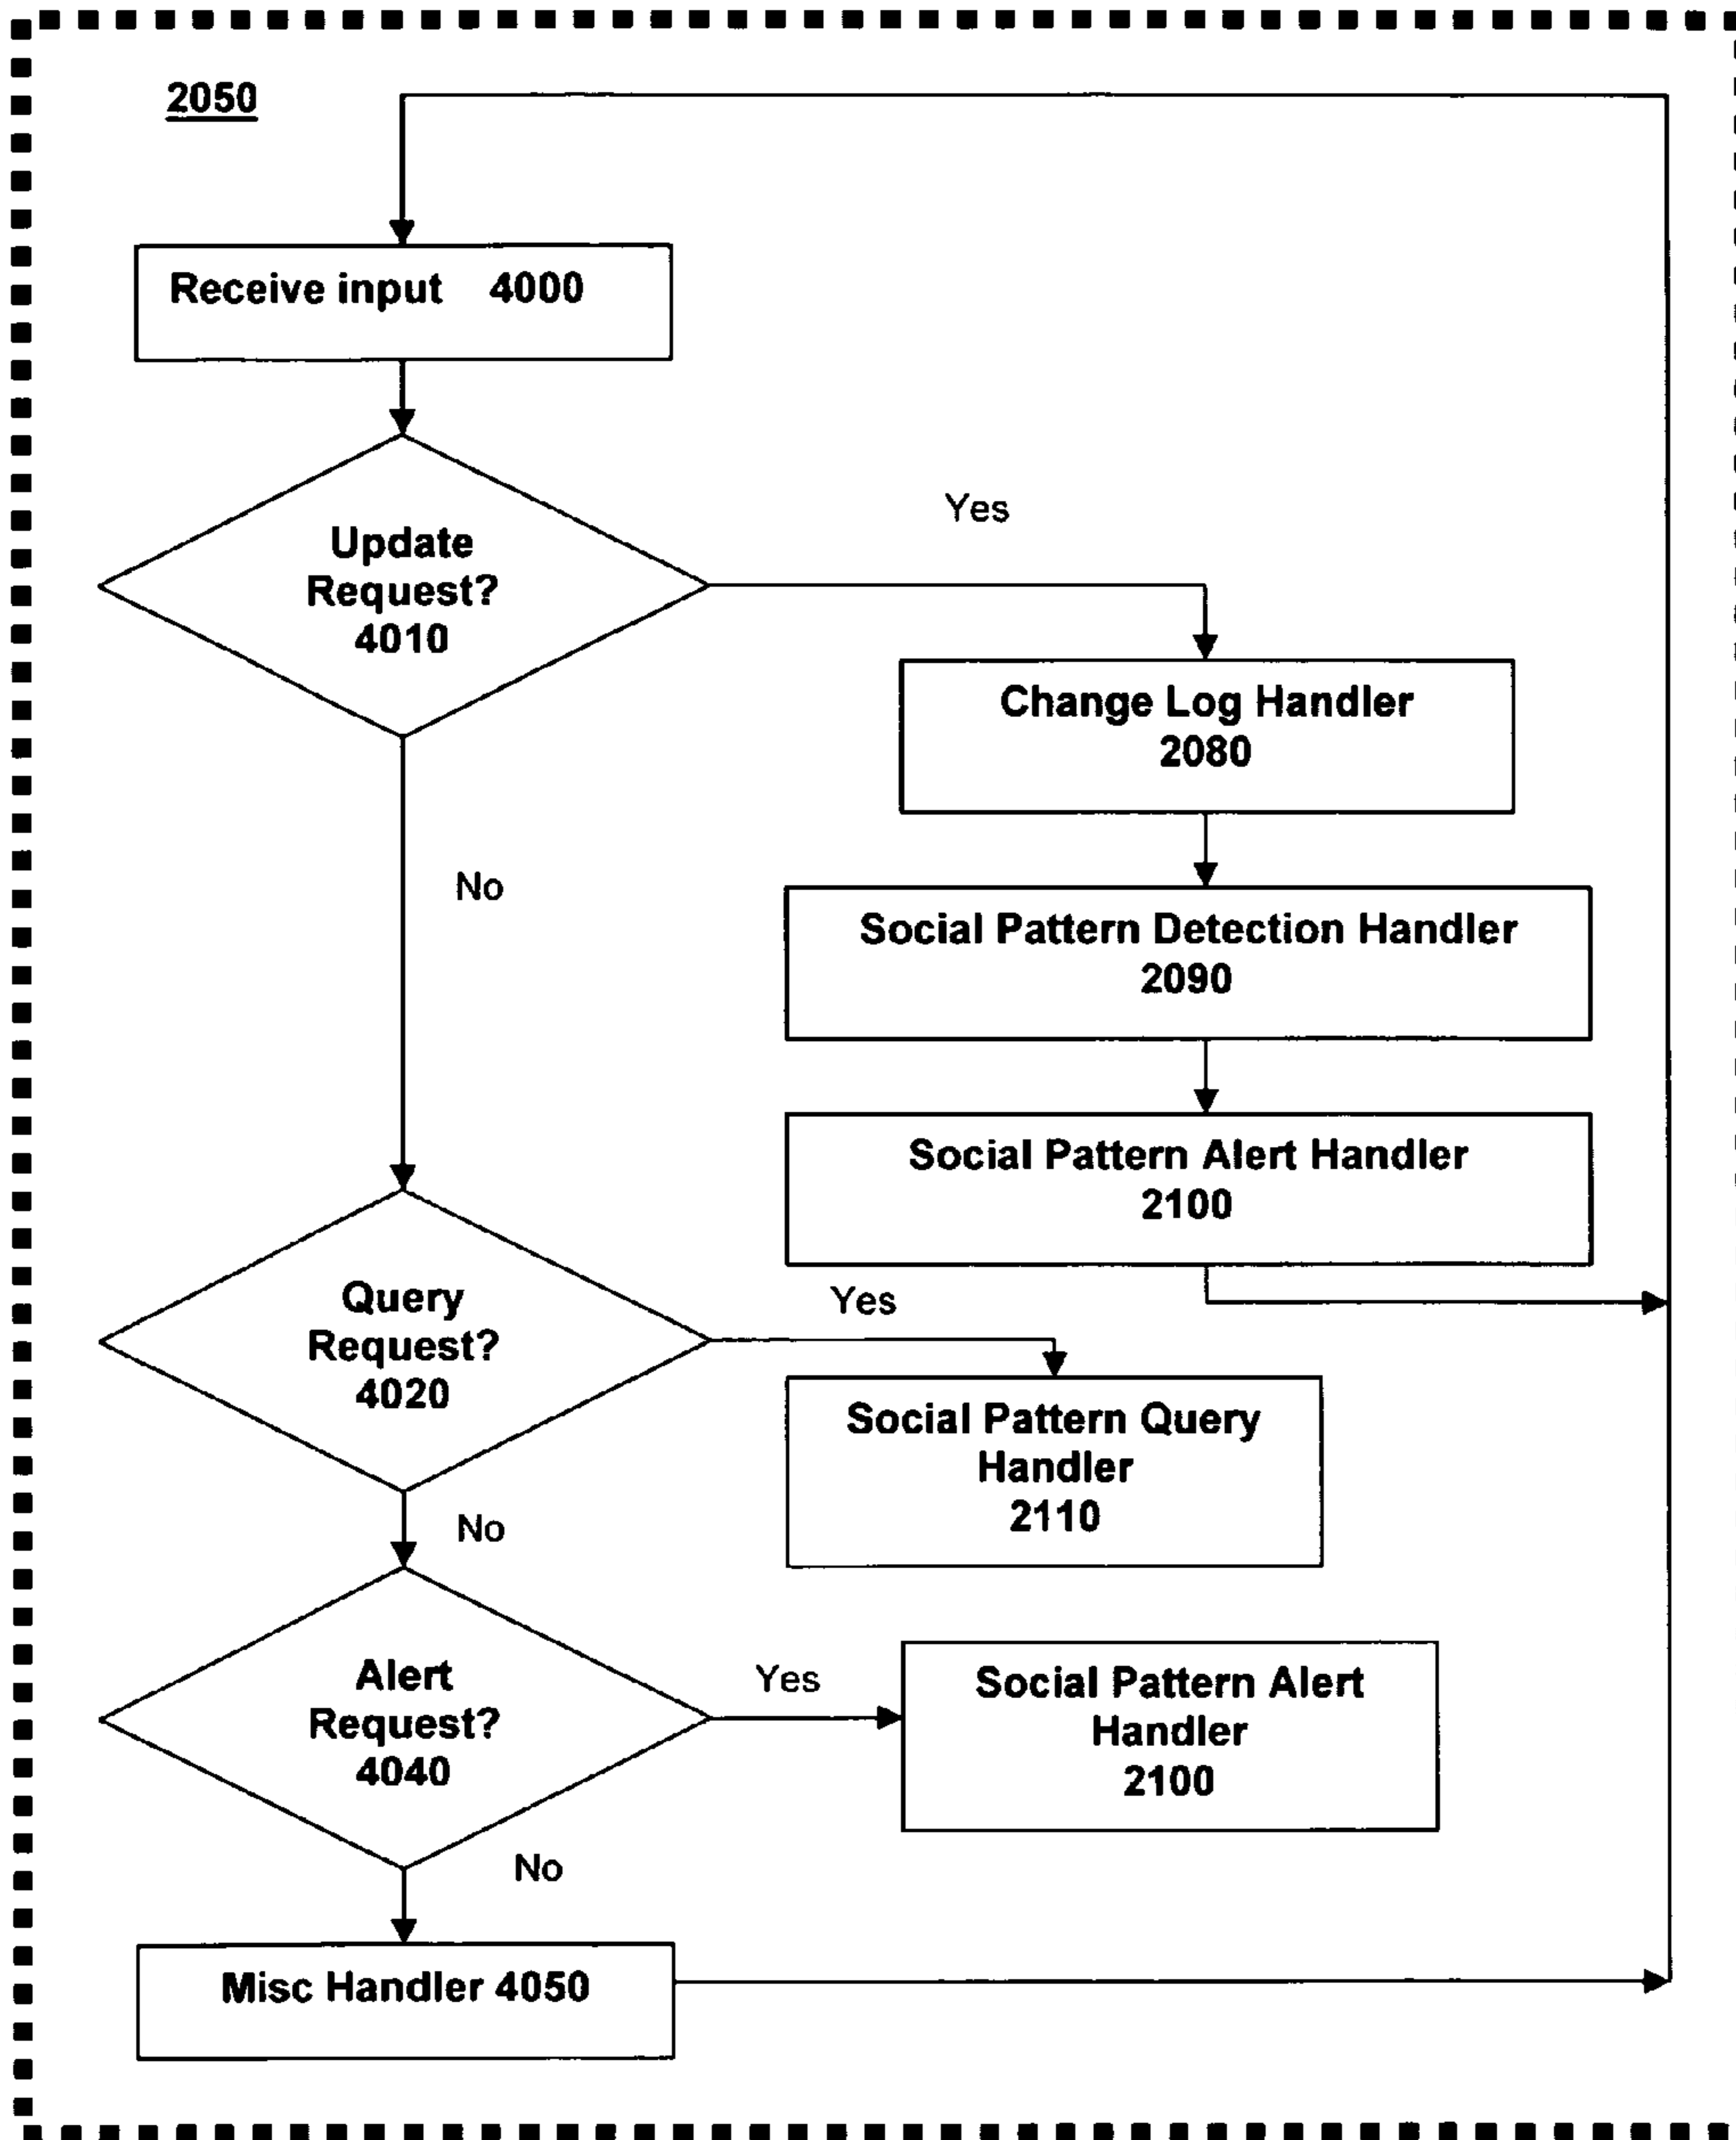 2050
Receive input 4000
Update
Request?
4010
Yes
Change Log Handler
2080
No
Social Pattern Detection Handler
2090
Social Pattern Alert Handler
2100
Query
Request?
4020
Yes
Social Pattern Query
Handler
2110
No
Alert
Request?
4040
Yes
Social Pattern Alert
Handler
2100
No
Misc Handler 4050